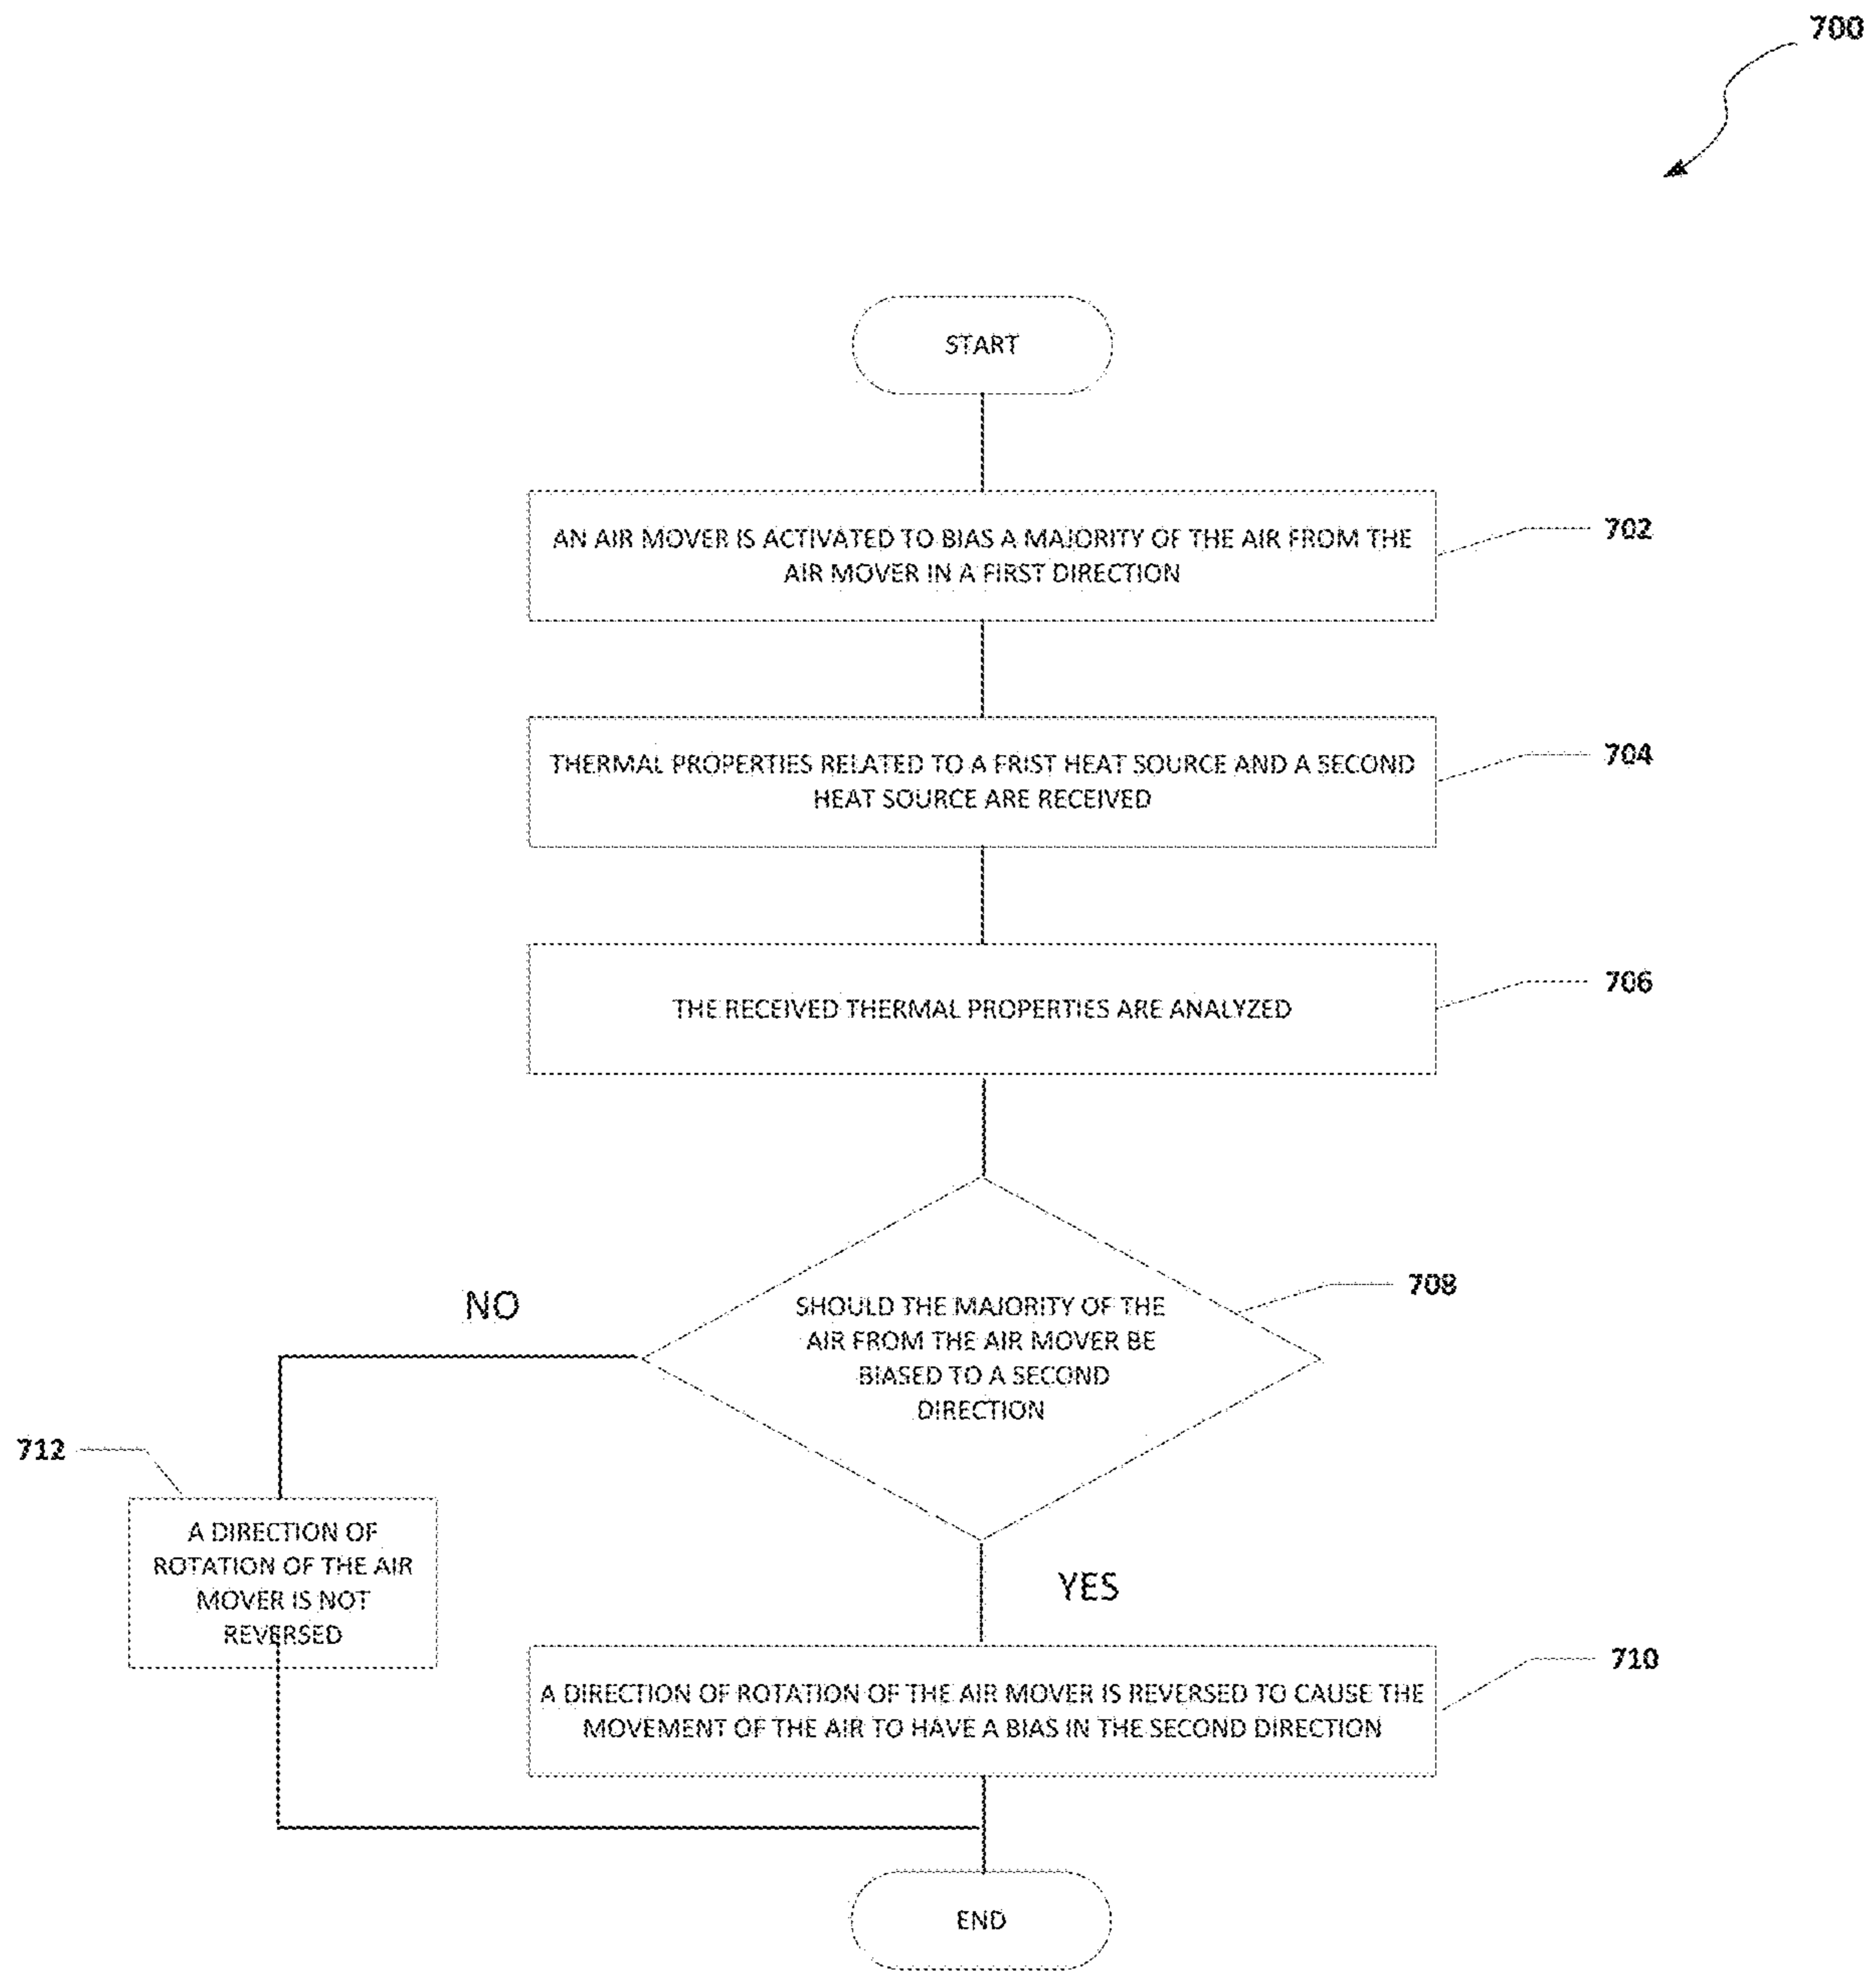 700
START
AN AIR MOVER IS ACTIVATED TO BIAS A MAJORITY OF THE AIR FROM THE
AIR MOVER IN A FIRST DIRECTION
702
THERMAL PROPERTIES RELATED TO A FRIST HEAT SOURCE AND A SECOND
HEAT SOURCE ARE RECEIVED
704
THE RECEIVED THERMAL PROPERTIES ARE ANALYZED
706
SHOULD THE MAJORITY OF THE
AIR FROM THE AIR MOVER BE
BIASED TO A SECOND
DIRECTION
708
NO
712
A DIRECTION OF
ROTATION OF THE AIR
MOVER IS NOT
REVERSED
YES
A DIRECTION OF ROTATION OF THE AIR MOVER IS REVERSED TO CAUSE THE
MOVEMENT OF THE AIR TO HAVE A BIAS IN THE SECOND DIRECTION
710
END